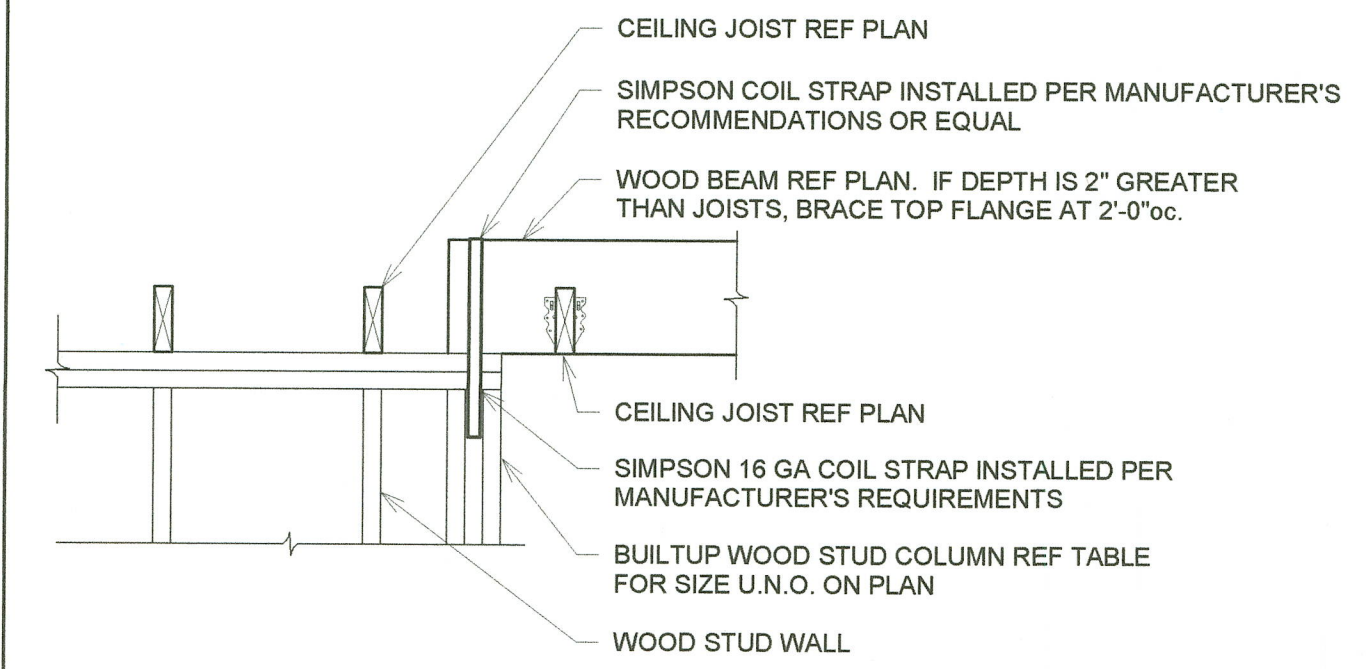 CEILING JOIST REF PLAN
SIMPSON COIL STRAP INSTALLED PER MANUFACTURER'S
RECOMMENDATIONS OR EQUAL
WOOD BEAM REF PLAN. IF DEPTH IS 2" GREATER
THAN JOISTS, BRACE TOP FLANGE AT 2'-0"oc.
CEILING JOIST REF PLAN
SIMPSON 16 GA COIL STRAP INSTALLED PER
MANUFACTURER'S REQUIREMENTS
BUILTUP WOOD STUD COLUMN REF TABLE
FOR SIZE U.N.O. ON PLAN
WOOD STUD WALL